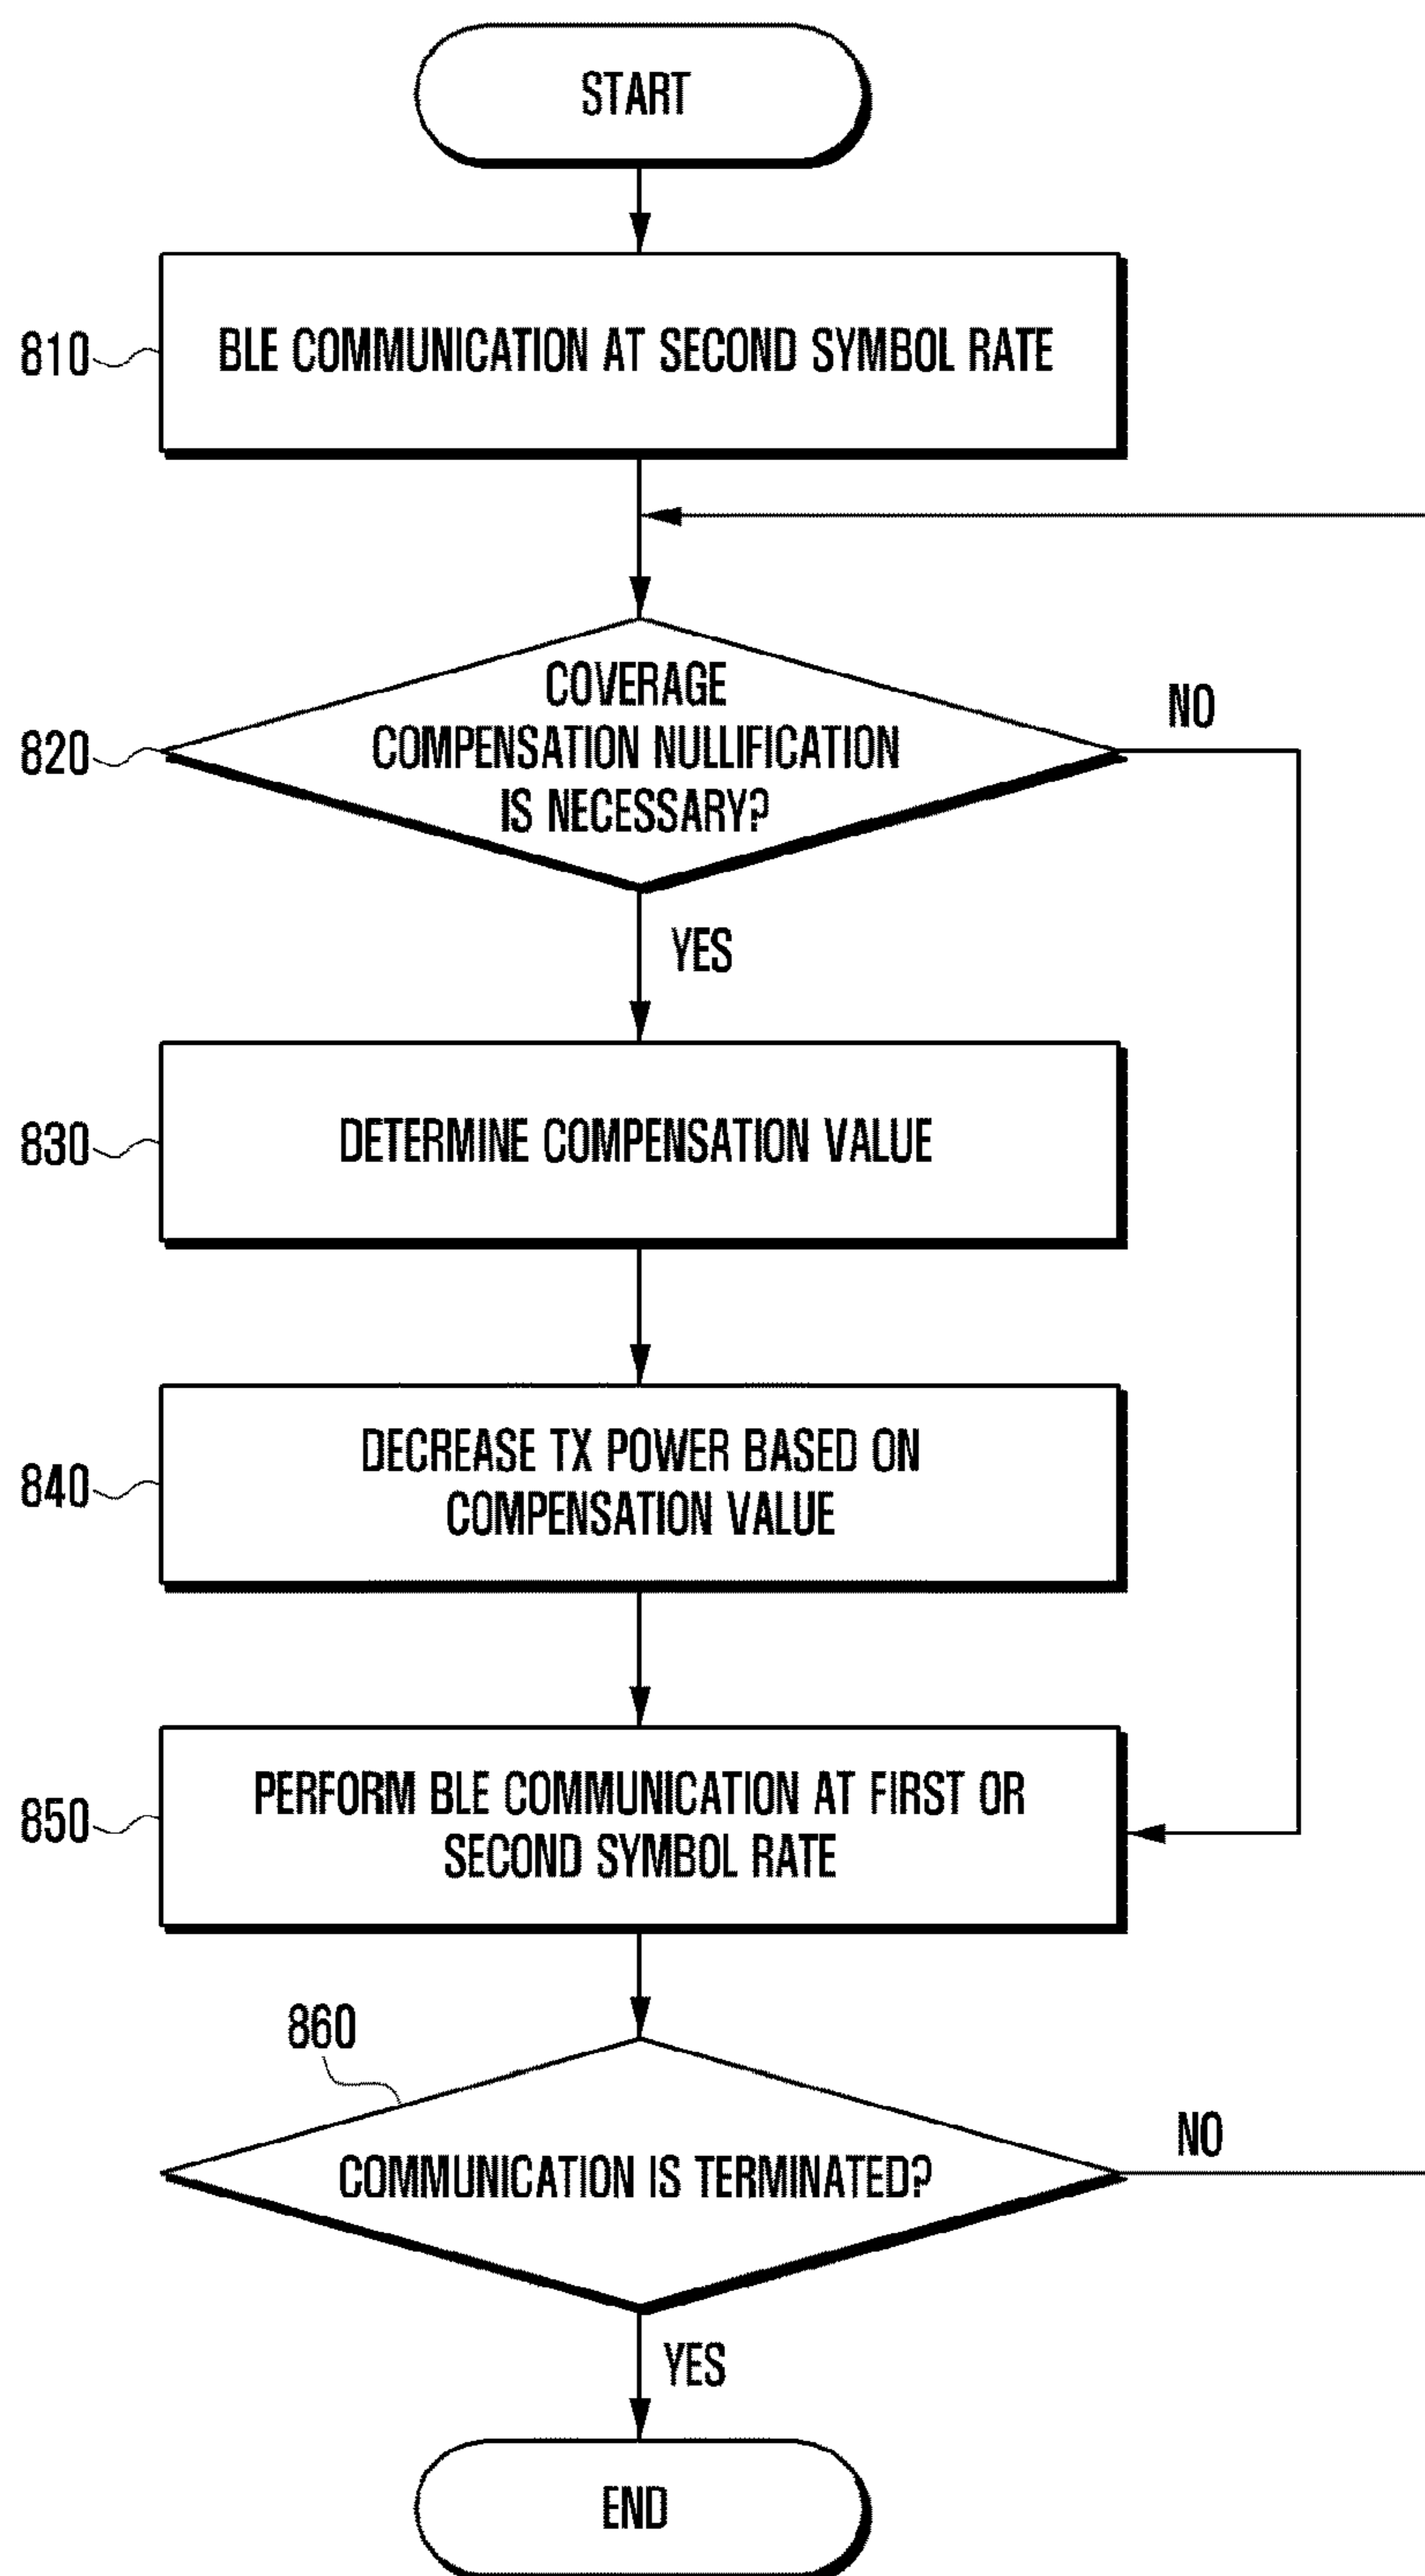 START
810
BLE COMMUNICATION AT SECOND SYMBOL RATE
820
COVERAGE
COMPENSATION NULLIFICATION
IS NECESSARY?
NO
YES
830
DETERMINE COMPENSATION VALUE
840
DECREASE TX POWER BASED ON
COMPENSATION VALUE
850
PERFORM BLE COMMUNICATION AT FIRST OR
SECOND SYMBOL RATE
860
COMMUNICATION IS TERMINATED?
NO
YES
END